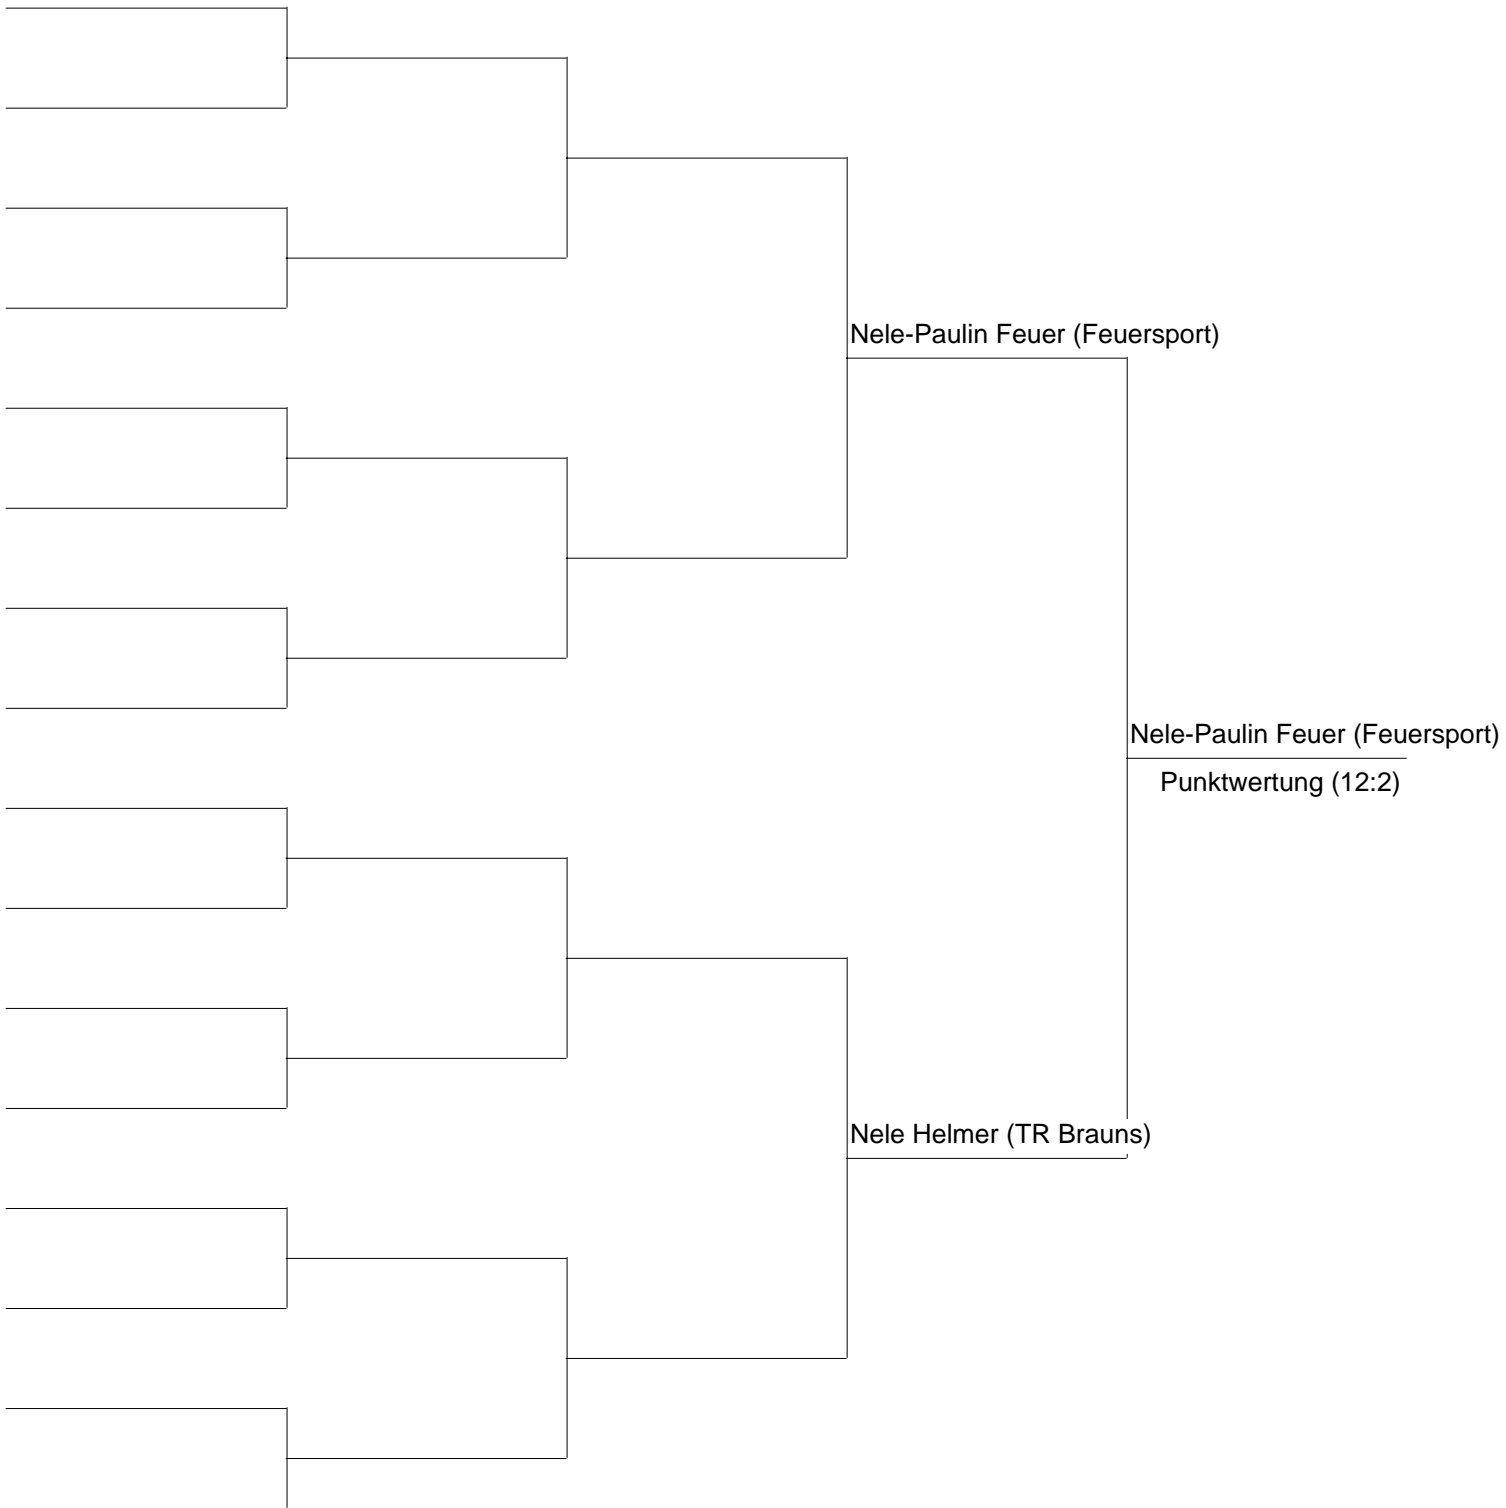 Nele-Paulin Feuer (Feuersport)
Nele-Paulin Feuer (Feuersport)
Punktwertung (12:2)
Nele Helmer (TR Brauns)